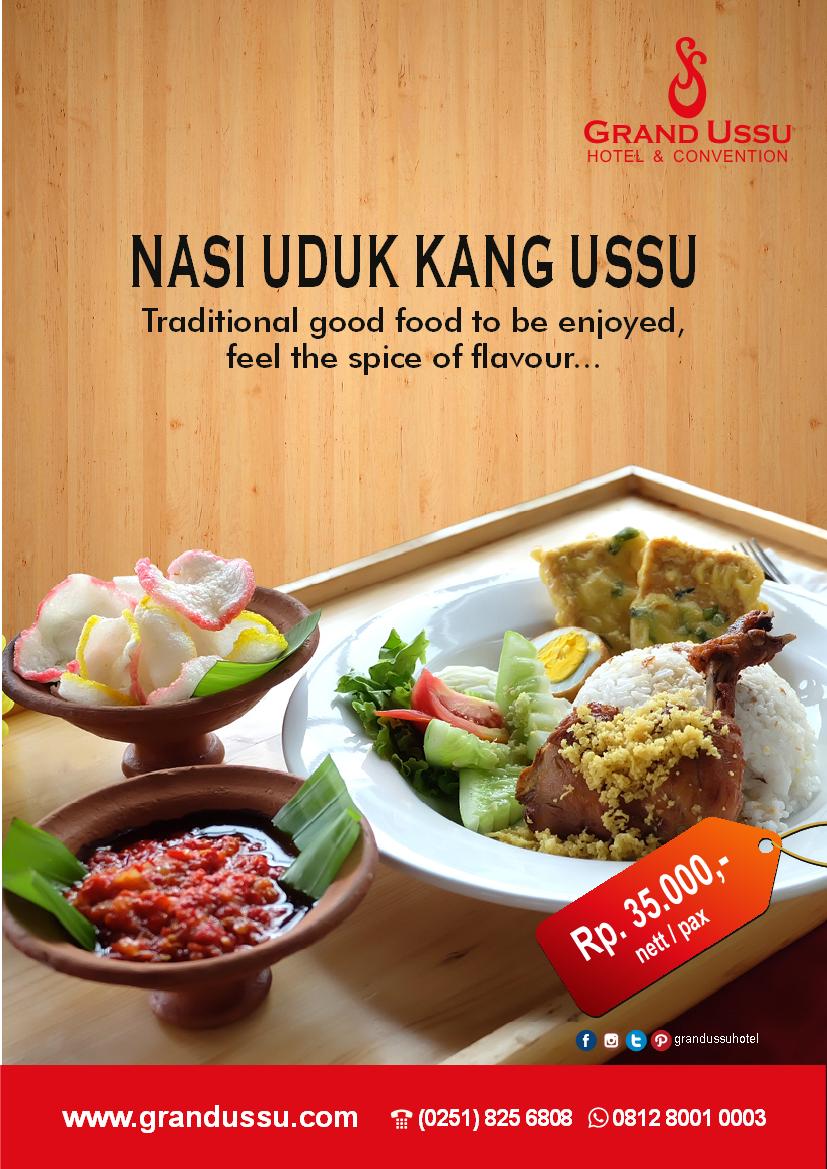 GRAND USSU
HOTEL & CONVENTION
NASI UDUK KANG USSU
Traditional good food to be enjoyed,
feel the spice of flavour...
Rp. 35.000,-
nett / pax
grandussuhotel
www.grandussu.com (0251) 825 6808 0812 8001 0003